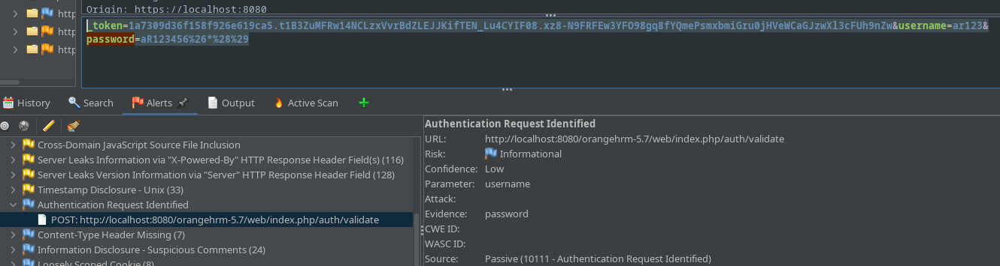 Origin: https://localhost:8080
http
_token=1a7309d36f158f926e619ca5.t1B3ZuMFRw14NCLzxVvrBdZLEJJKifTEN_Lu4CYIF08.xz8-N9FRFEw3YFO98gq8fYQmePsmxbmiGru0jHVeWCaGJzwXl3cFUh9nZw&username=ar123&
http
password=aR123456%26*%28%29
http
History Search Alerts Output Active Scan
Cross-Domain JavaScript Source File Inclusion
Server Leaks Information via "X-Powered-By" HTTP Response Header Field(s) (116)
Server Leaks Version Information via "Server" HTTP Response Header Field (128)
Timestamp Disclosure - Unix (33)
Authentication Request Identified
POST: http://localhost:8080/orangehrm-5.7/web/index.php/auth/validate
Content-Type Header Missing (7)
Information Disclosure - Suspicious Comments (24)
Loosely Scoped Cookie (8)
Authentication Request Identified
URL: http://localhost:8080/orangehrm-5.7/web/index.php/auth/validate
Risk: Informational
Confidence: Low
Parameter: username
Attack:
Evidence: password
CWE ID:
WASC ID:
Source: Passive (10111 - Authentication Request Identified)